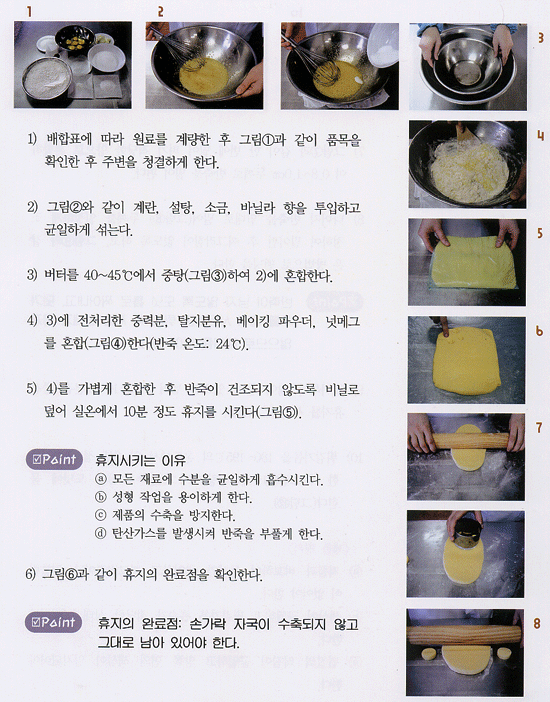 1
2
3
4
5
6
7
8
1) 배합표에 따라 원료를 계량한 후 그림①과 같이 품목을
확인한 후 주변을 청결하게 한다.
2) 그림②와 같이 계란, 설탕, 소금, 바닐라 향을 투입하고
균일하게 섞는다.
3) 버터를 40~45℃에서 중탕(그림③)하여 2)에 혼합한다.
4) 3)에 전처리한 중력분, 탈지분유, 베이킹 파우더, 넛메그
를 혼합(그림④)한다(반죽 온도: 24℃).
5) 4)를 가볍게 혼합한 후 반죽이 건조되지 않도록 비닐로
덮어 실온에서 10분 정도 휴지를 시킨다(그림⑤).
Point 휴지시키는 이유
ⓐ 모든 재료에 수분을 균일하게 흡수시킨다.
ⓑ 성형 작업을 용이하게 한다.
ⓒ 제품의 수축을 방지한다.
ⓓ 탄산가스를 발생시켜 반죽을 부풀게 한다.
6) 그림⑥과 같이 휴지의 완료점을 확인한다.
Point 휴지의 완료점: 손가락 자국이 수축되지 않고
그대로 남아 있어야 한다.